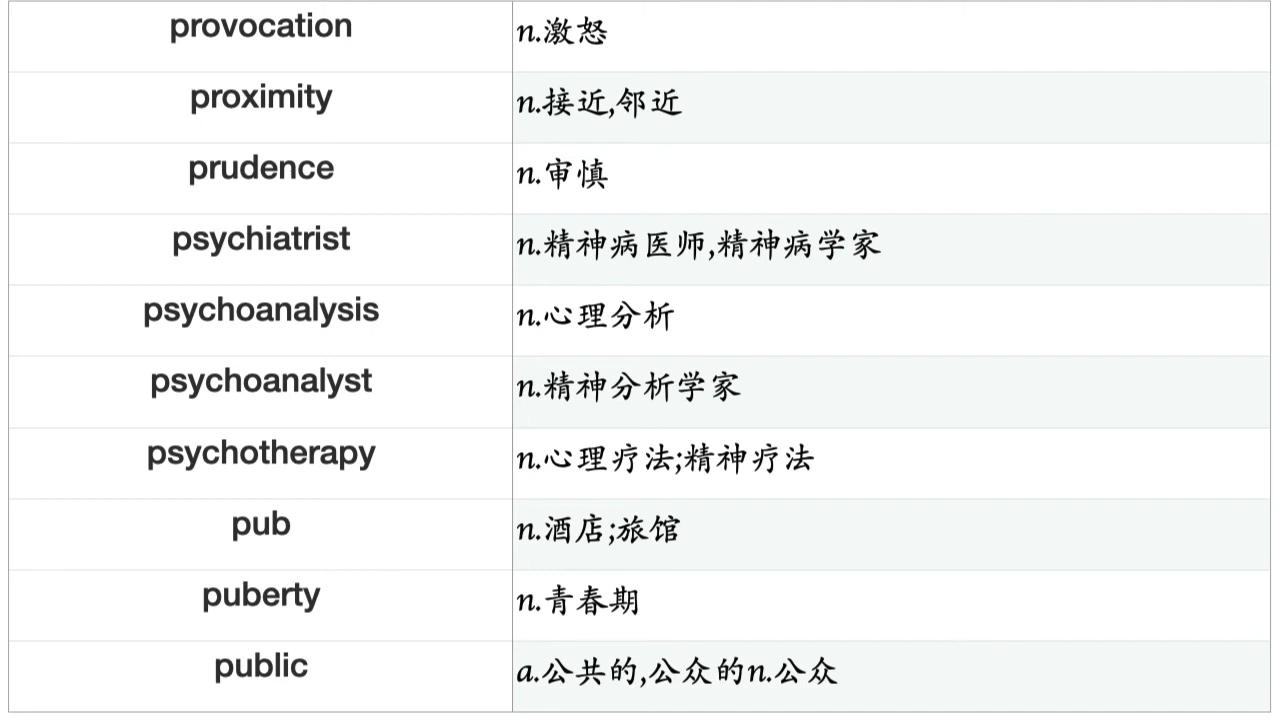 provocation n.激怒
proximity n.接近,邻近
prudence n.审慎
psychiatrist n.精神病医师,精神病学家
psychoanalysis n.心理分析
psychoanalyst n.精神分析学家
psychotherapy n.心理疗法;精神疗法
pub n.酒店;旅馆
puberty n.青春期
public a.公共的,公众的n.公众